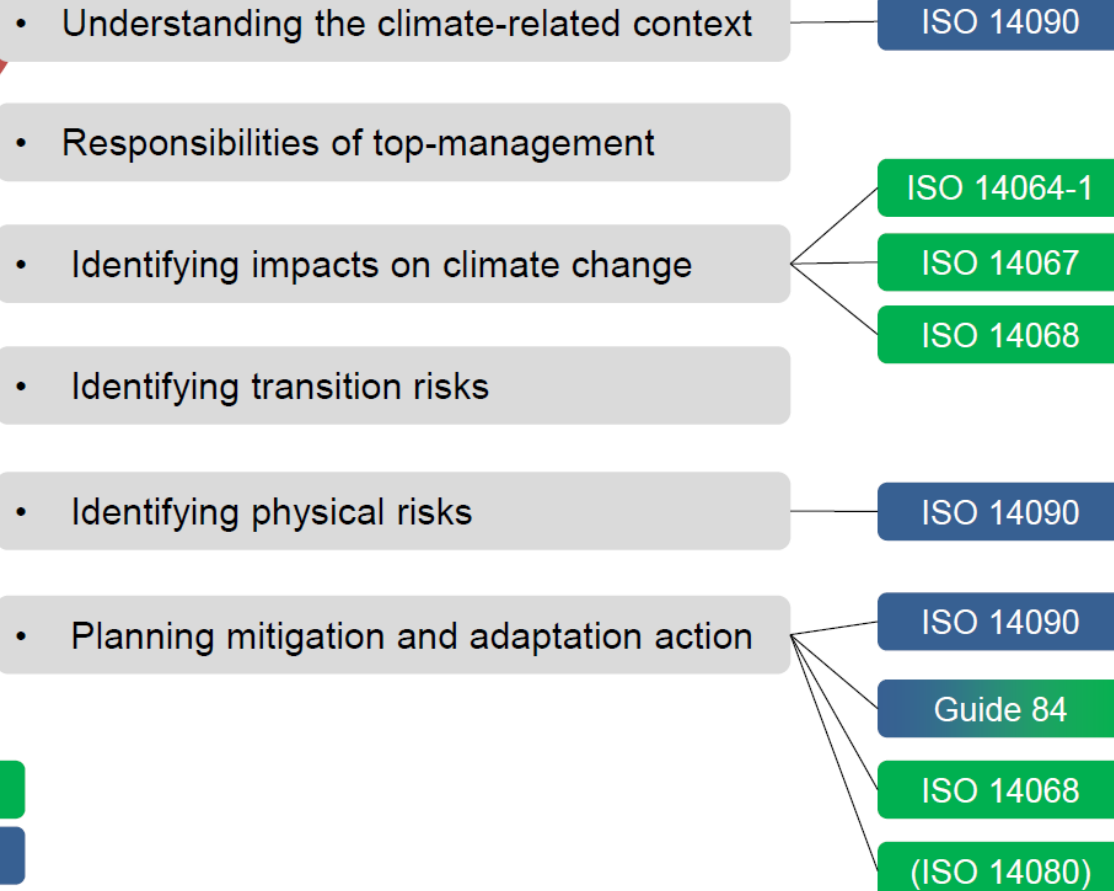 • Understanding the climate-related context
ISO 14090
• Responsibilities of top-management
• Identifying impacts on climate change
ISO 14064-1
ISO 14067
ISO 14068
• Identifying transition risks
• Identifying physical risks
ISO 14090
• Planning mitigation and adaptation action
ISO 14090
Guide 84
ISO 14068
(ISO 14080)